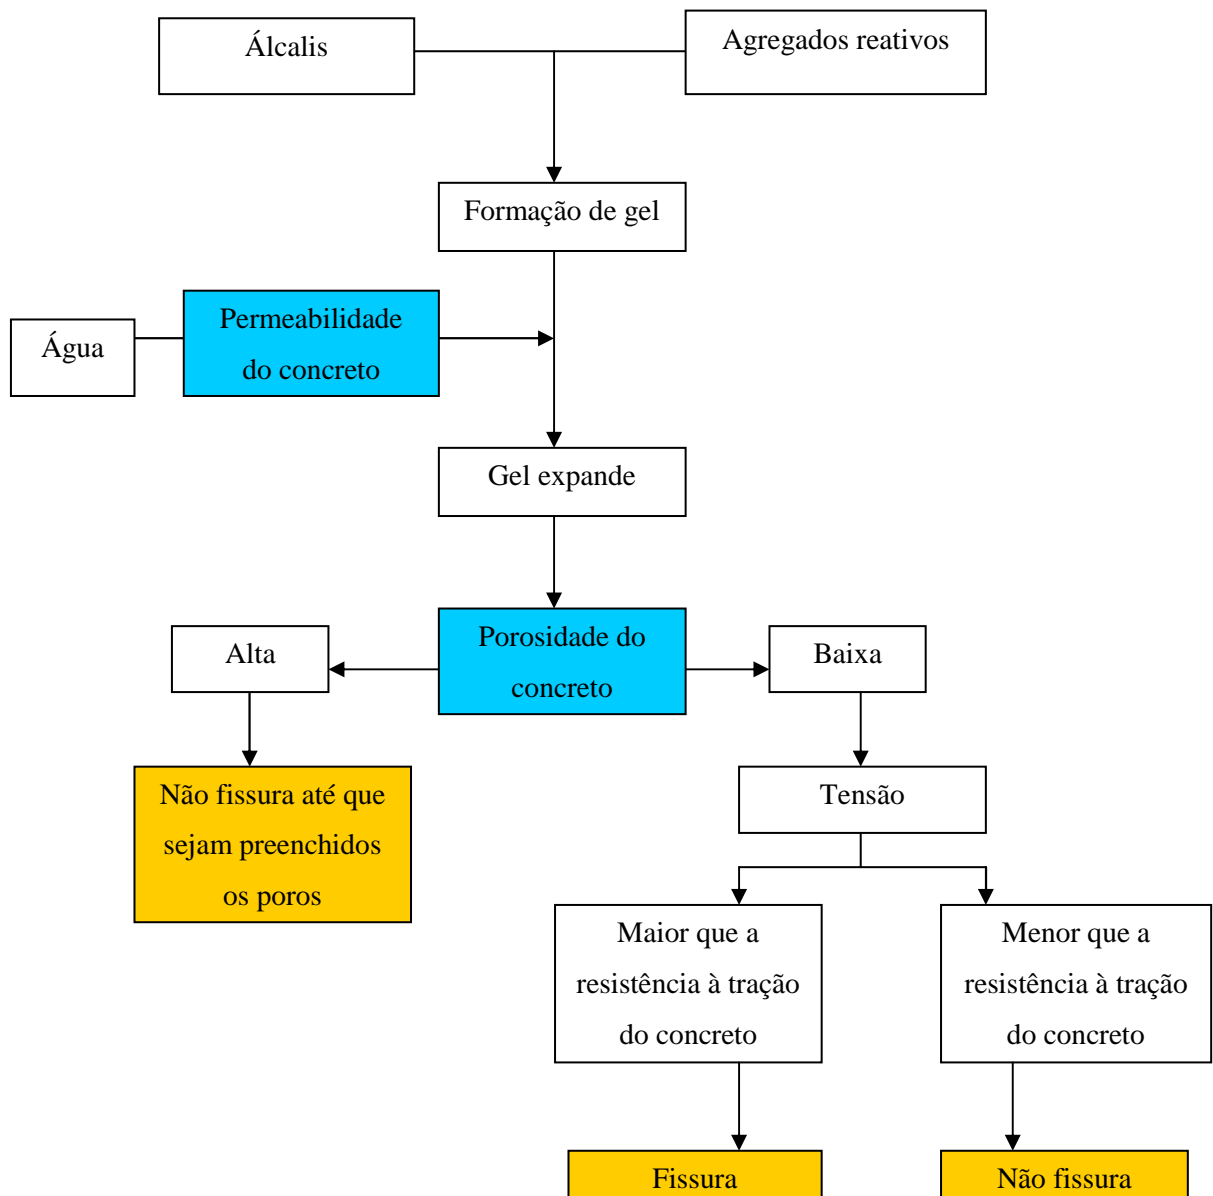 Álcalis
Agregados reativos
Formação de gel
Água
Permeabilidade
do concreto
Gel expande
Alta
Porosidade do
concreto
Baixa
Não fissura até que
sejam preenchidos
os poros
Tensão
Maior que a
resistência à tração
do concreto
Menor que a
resistência à tração
do concreto
Fissura
Não fissura